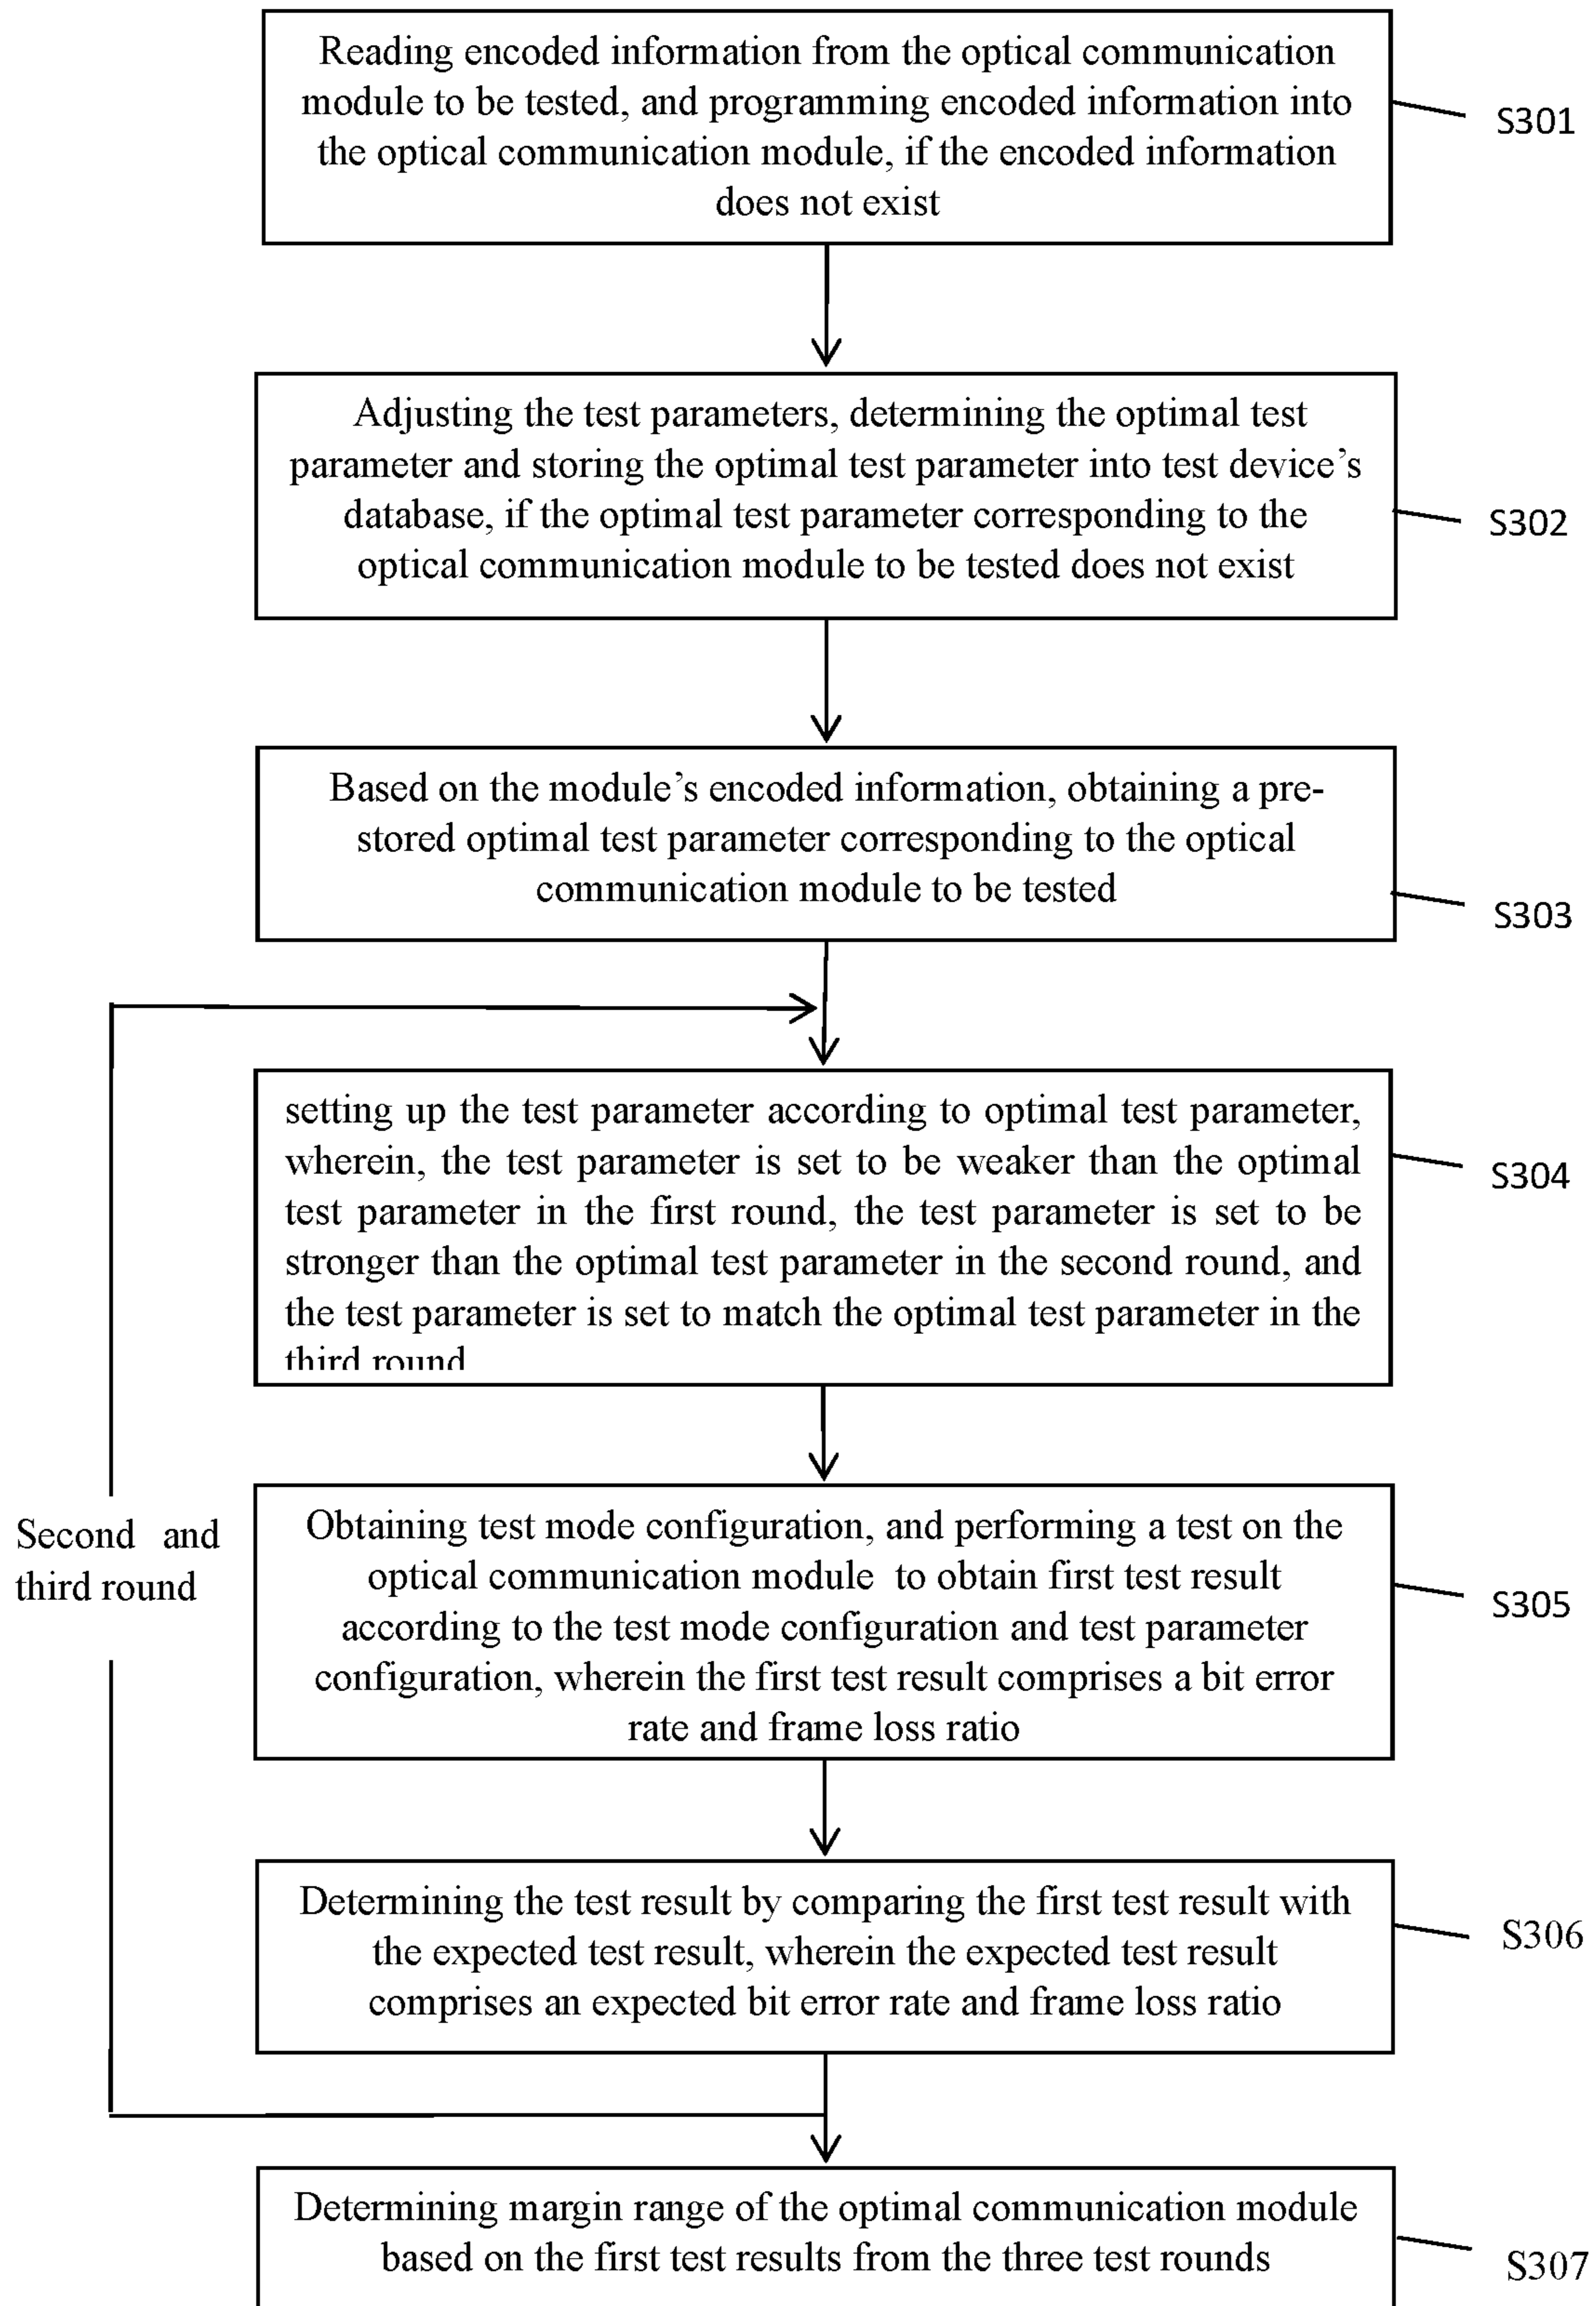 Reading encoded information from the optical communication
module to be tested, and programming encoded information into
the optical communication module, if the encoded information
does not exist
S301
Adjusting the test parameters, determining the optimal test
parameter and storing the optimal test parameter into test device’s
database, if the optimal test parameter corresponding to the
optical communication module to be tested does not exist
S302
Based on the module’s encoded information, obtaining a pre-
stored optimal test parameter corresponding to the optical
communication module to be tested
S303
setting up the test parameter according to optimal test parameter,
wherein, the test parameter is set to be weaker than the optimal
test parameter in the first round, the test parameter is set to be
stronger than the optimal test parameter in the second round, and
the test parameter is set to match the optimal test parameter in the
third round
S304
Second and
third round
Obtaining test mode configuration, and performing a test on the
optical communication module to obtain first test result
according to the test mode configuration and test parameter
configuration, wherein the first test result comprises a bit error
rate and frame loss ratio
S305
Determining the test result by comparing the first test result with
the expected test result, wherein the expected test result
comprises an expected bit error rate and frame loss ratio
S306
Determining margin range of the optimal communication module
based on the first test results from the three test rounds
S307